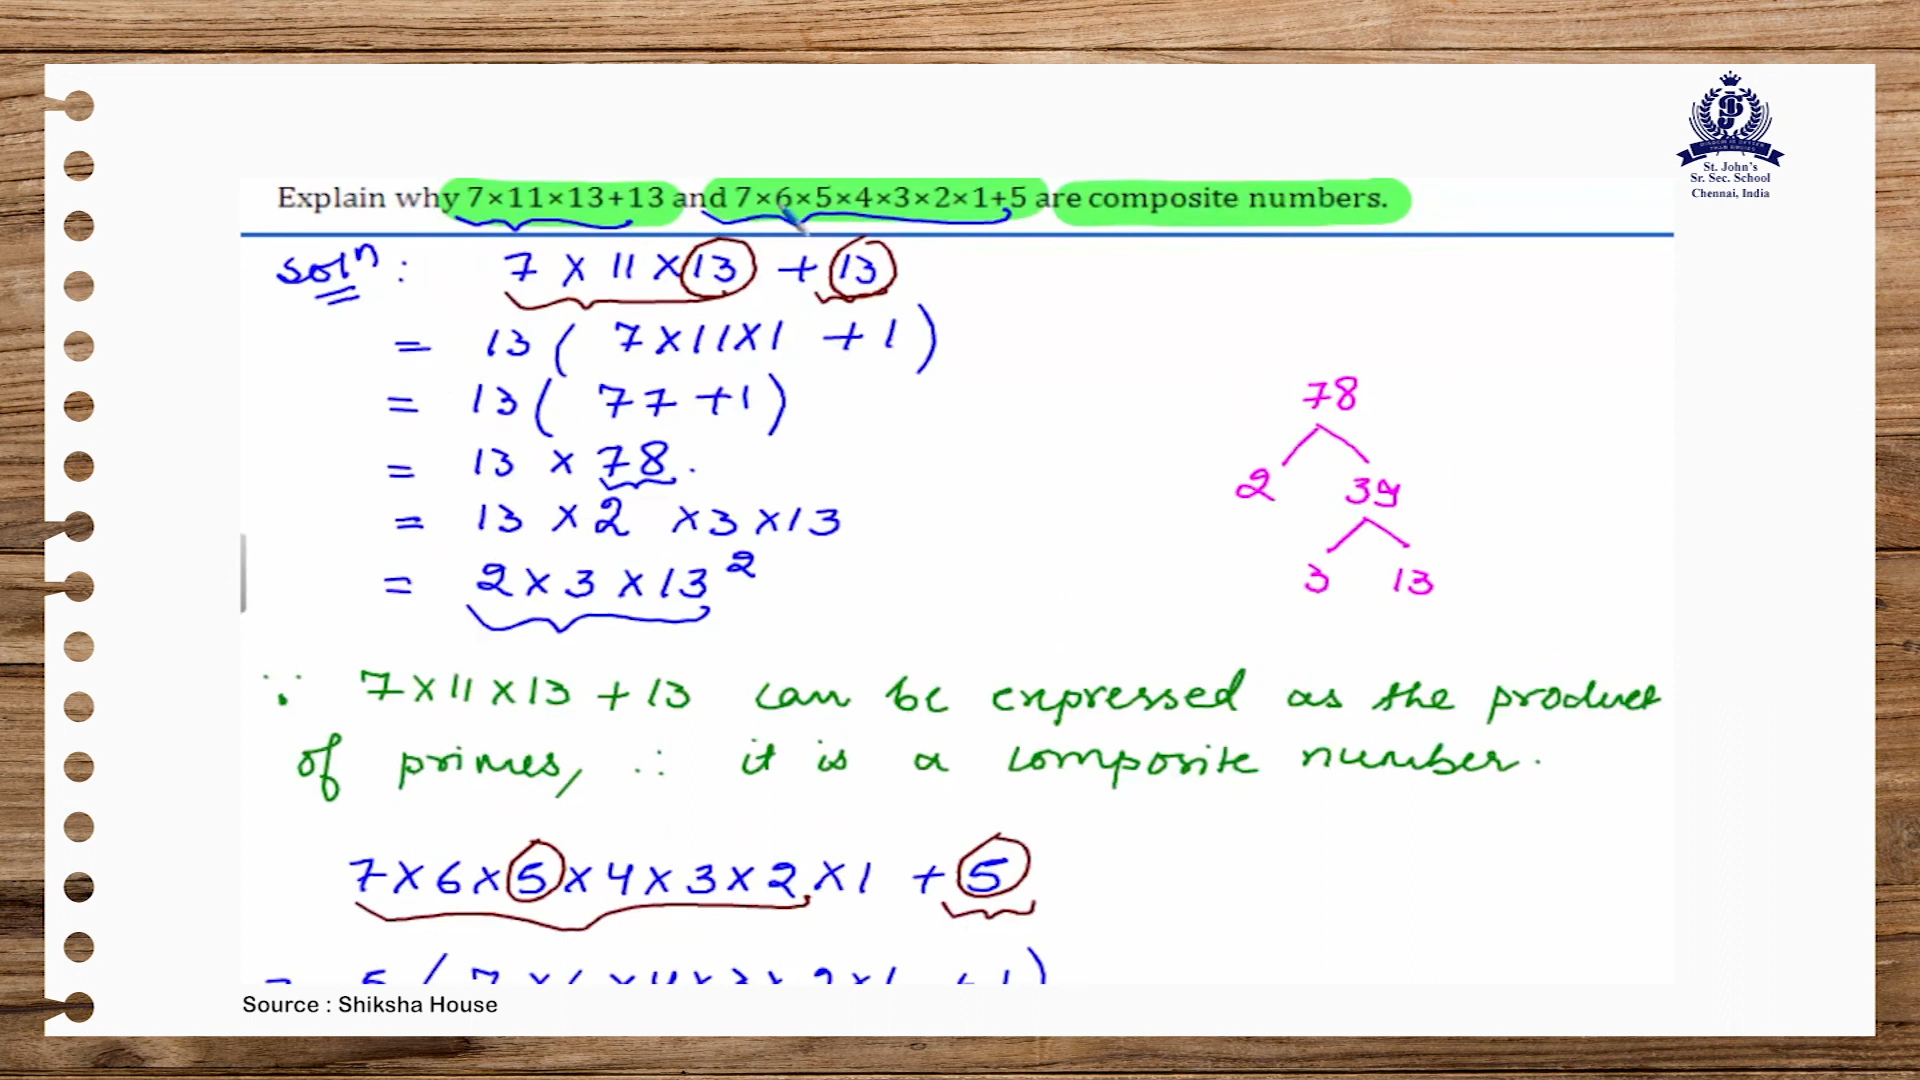 St. John's
Sr. Sec. School
Chennai, India
Explain why 7×11×13+13 and 7×6×5×4×3×2×1+5 are composite numbers.
Soln : 7 × 11 × 13 + 13
= 13 ( 7×11×1 + 1 )
= 13 ( 77 + 1 )
= 13 × 78 .
= 13 × 2 × 3 × 13
= 2 × 3 × 13²
78
2 39
3 13
∵ 7×11×13 + 13 can be expressed as the product
of primes, ∴ it is a composite number.
7×6×5×4×3×2×1 + 5
Source : Shiksha House